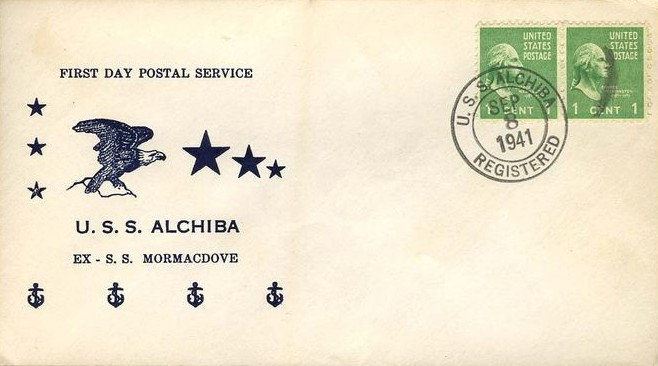 FIRST DAY POSTAL SERVICE
U. S. S. ALCHIBA
EX - S. S. MORMACDOVE
UNITED
STATES
POSTAGE
1 CENT 1
UNITED
STATES
POSTAGE
1 CENT 1
U. S. S. ALCHIBA
SEP
8
1941
REGISTERED